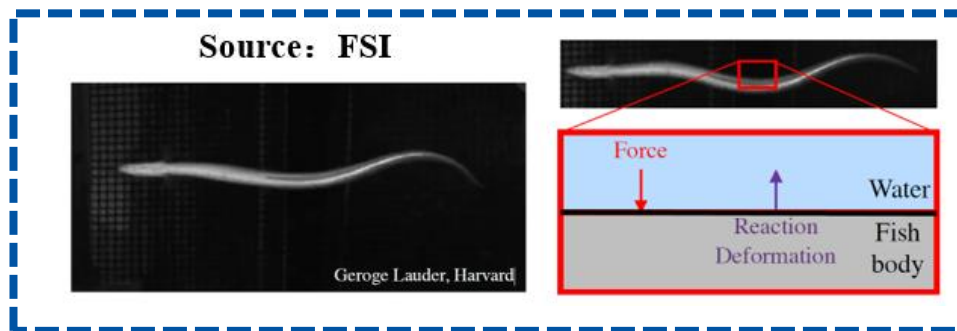 Source: FSI
Geroge Lauder, Harvard
Force
Water
Reaction
Deformation
Fish
body